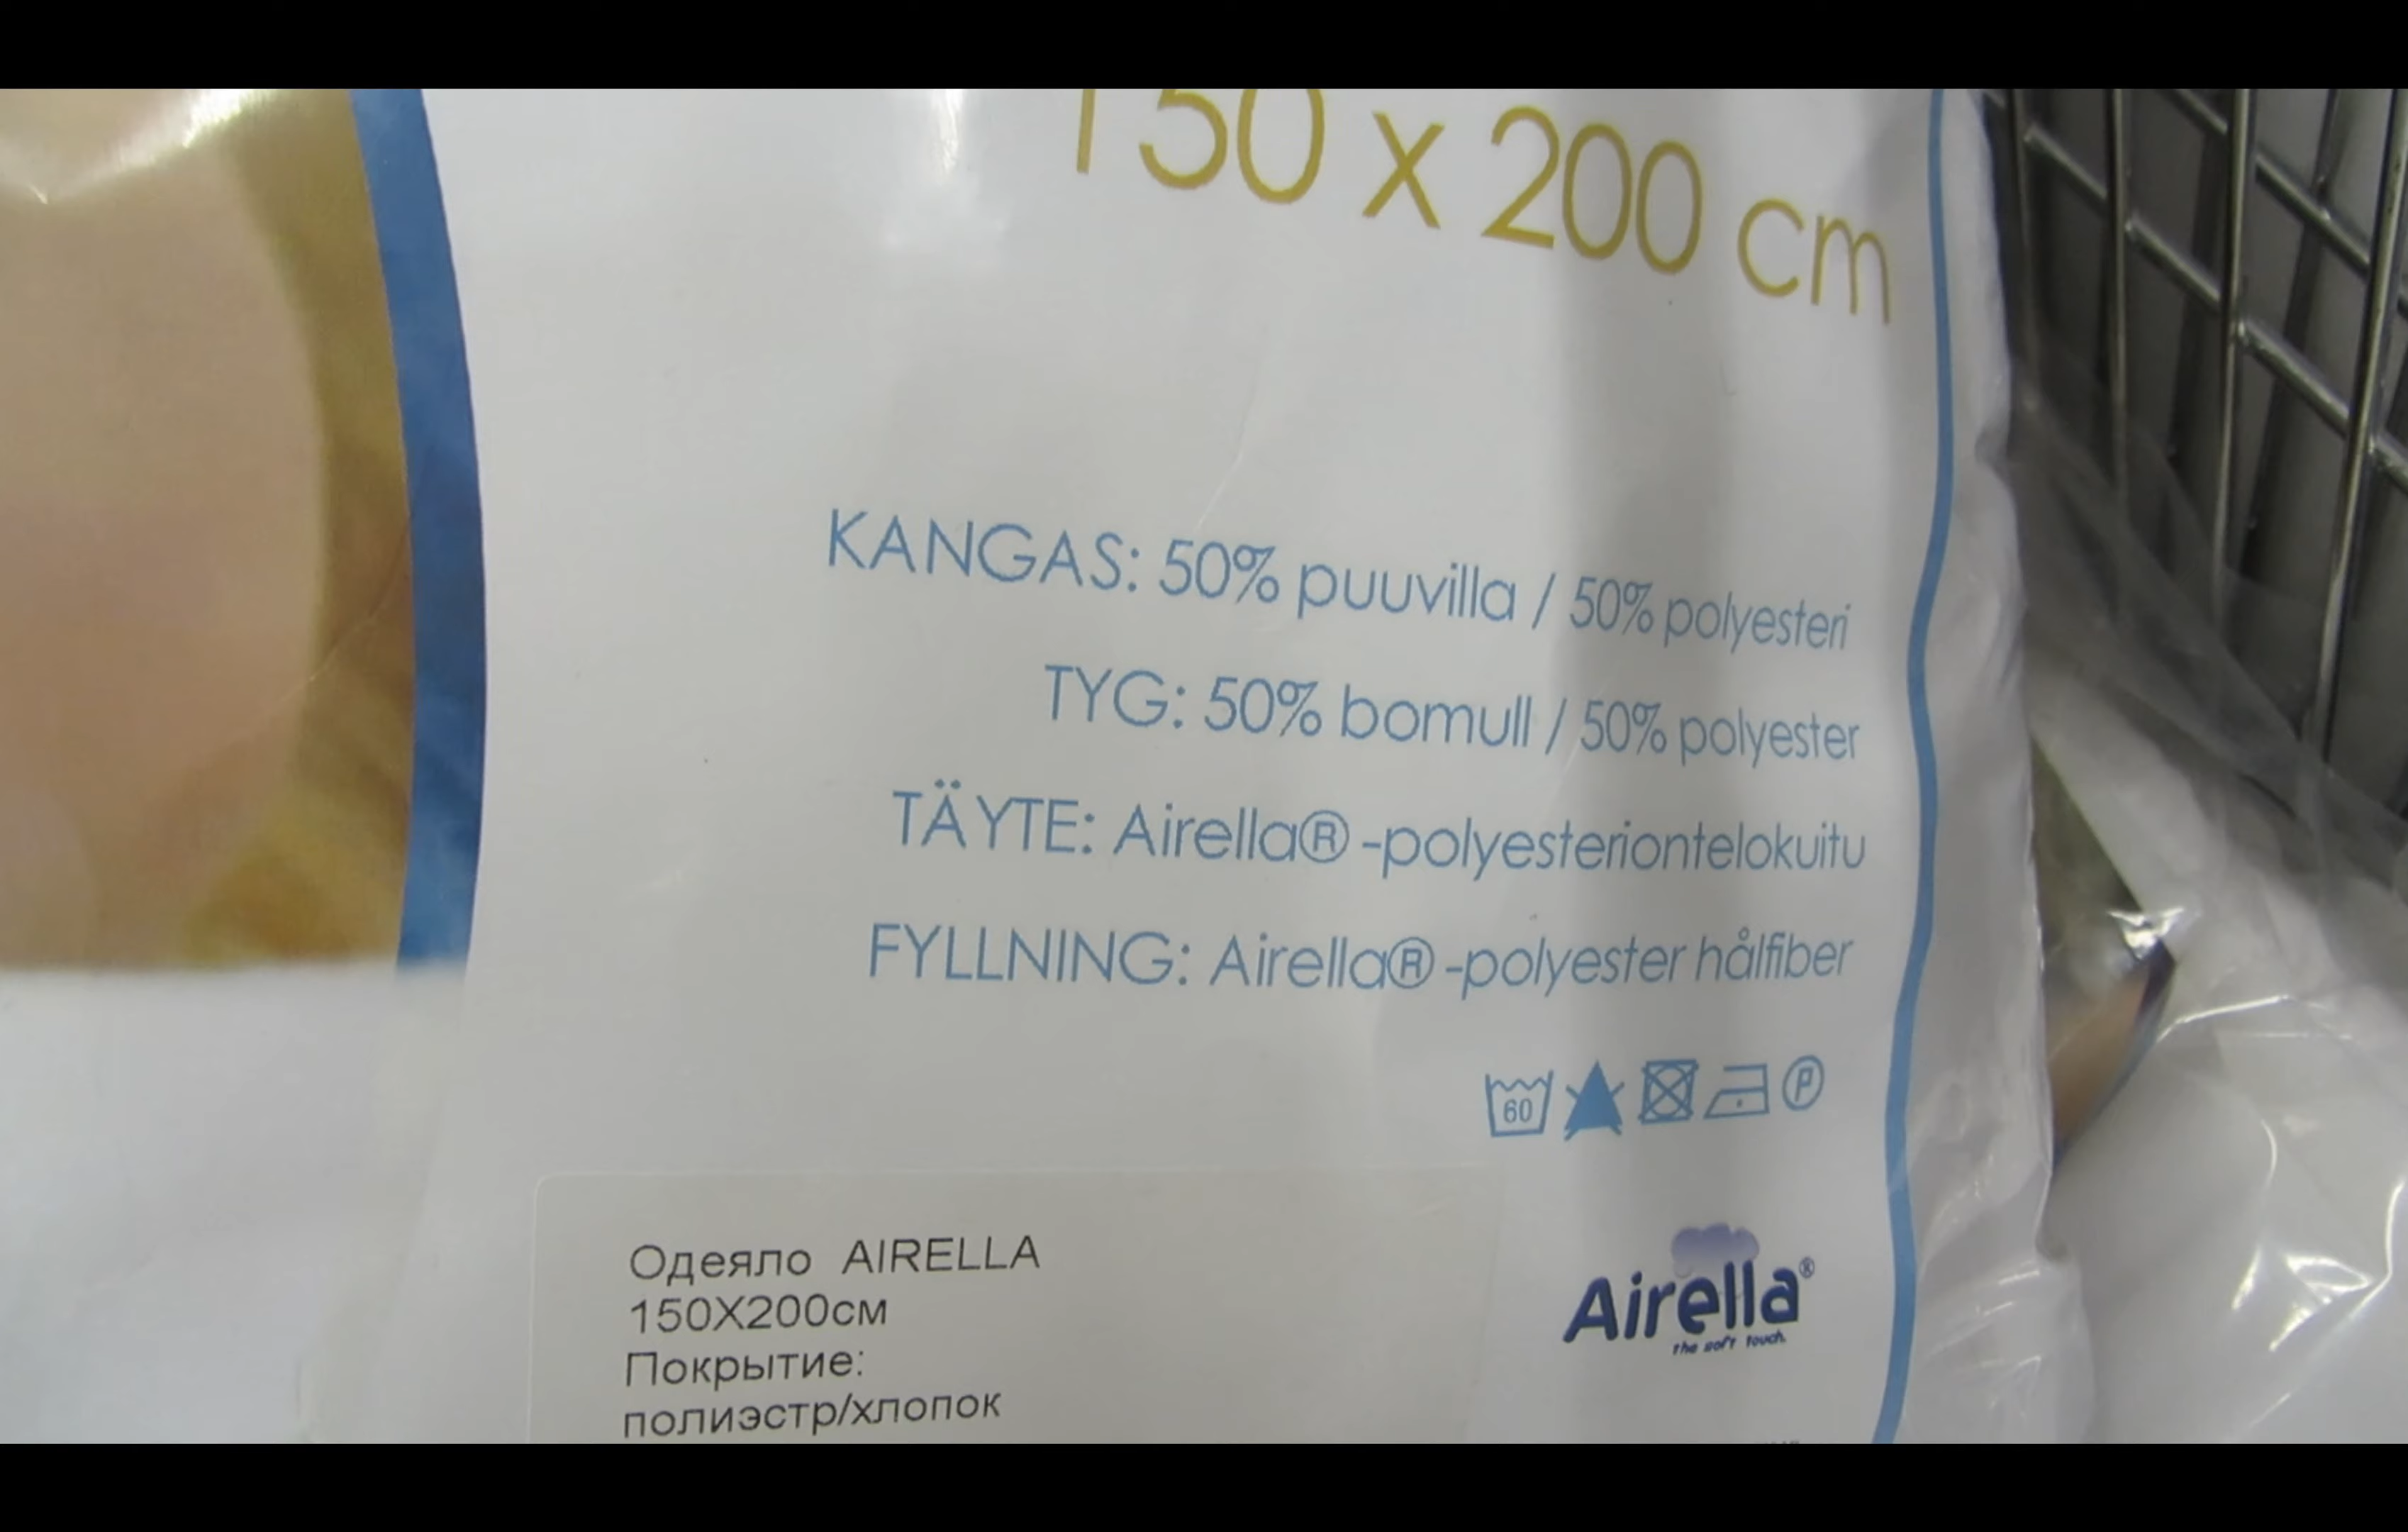 150 x 200 cm
KANGAS: 50% puuvilla / 50% polyesteri
TYG: 50% bomull / 50% polyester
TÄYTE: Airella® -polyesteriontelokuitu
FYLLNING: Airella® -polyester hålfiber
60
P
Одеяло AIRELLA
150X200см
Покрытие:
полиэстр/хлопок
Airella®
the soft touch.